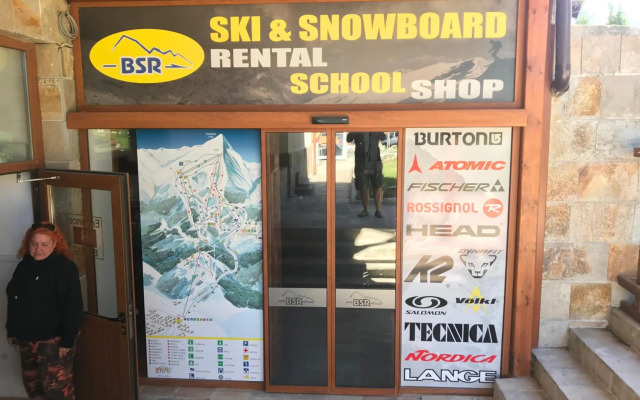 BSR
SKI & SNOWBOARD
RENTAL
SCHOOL SHOP
BURTON
ATOMIC
FISCHER
ROSSIGNOL R
HEAD
K2
DYNAFIT
SALOMON
Völkl
TECNICA
NORDICA
LANGE
BSR
BSR